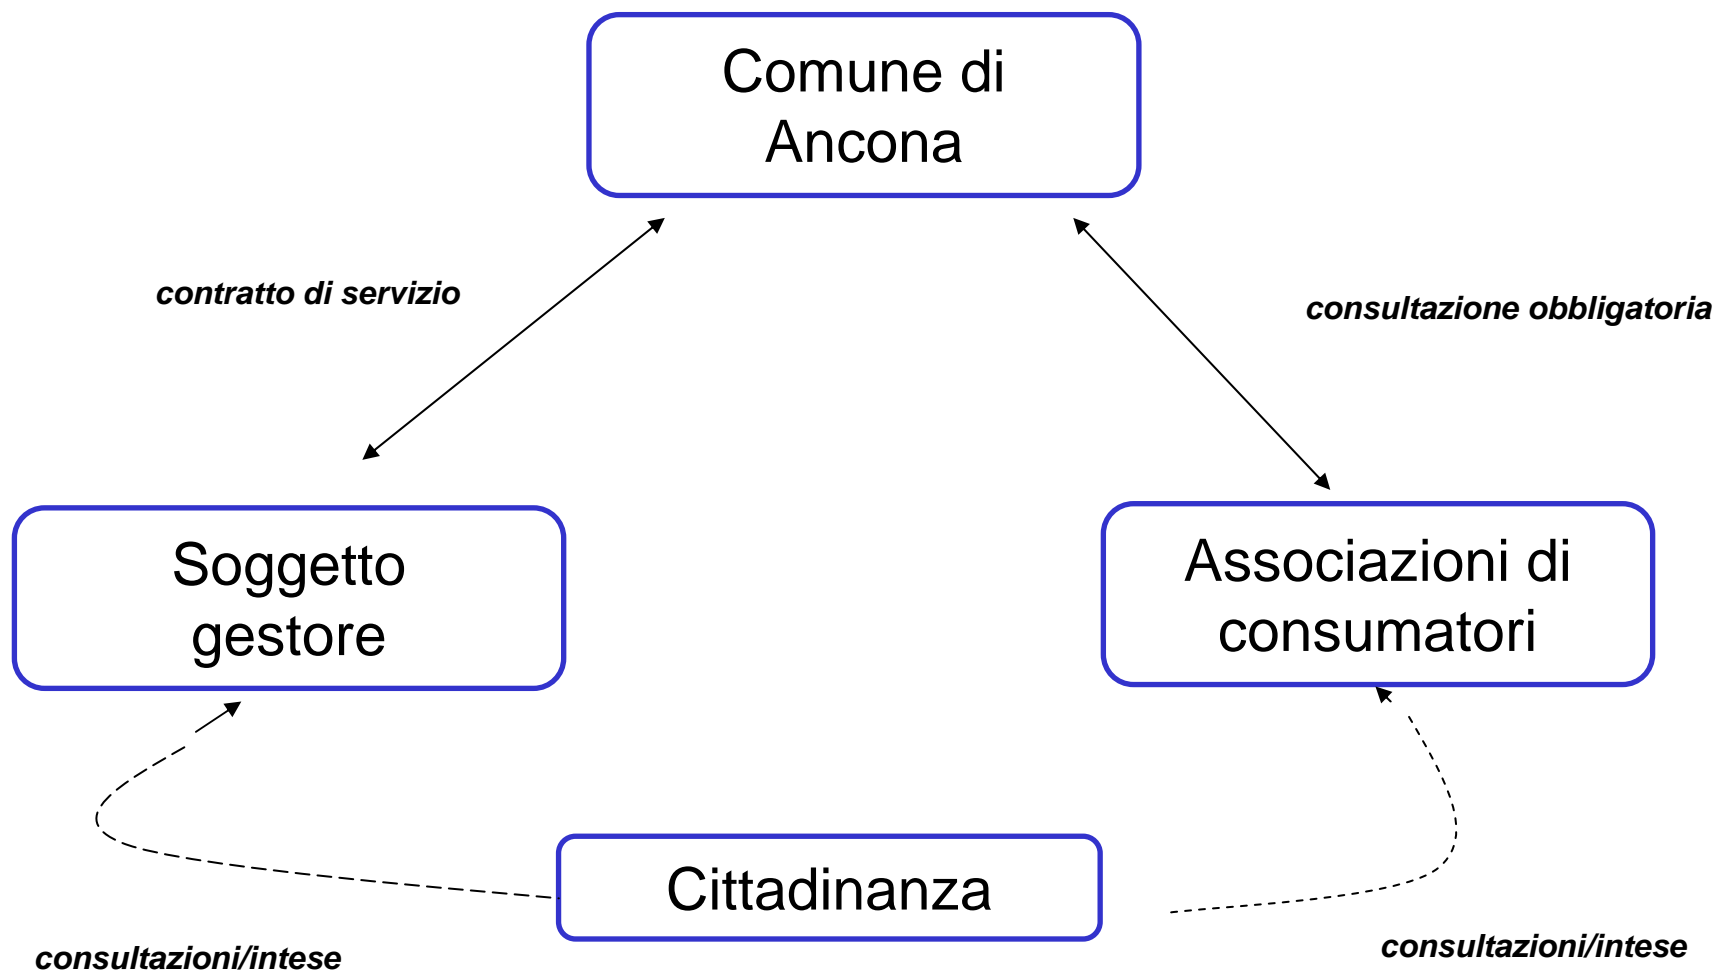 Comune di
Ancona
contratto di servizio
consultazione obbligatoria
Soggetto
gestore
Associazioni di
consumatori
Cittadinanza
consultazioni/intese
consultazioni/intese